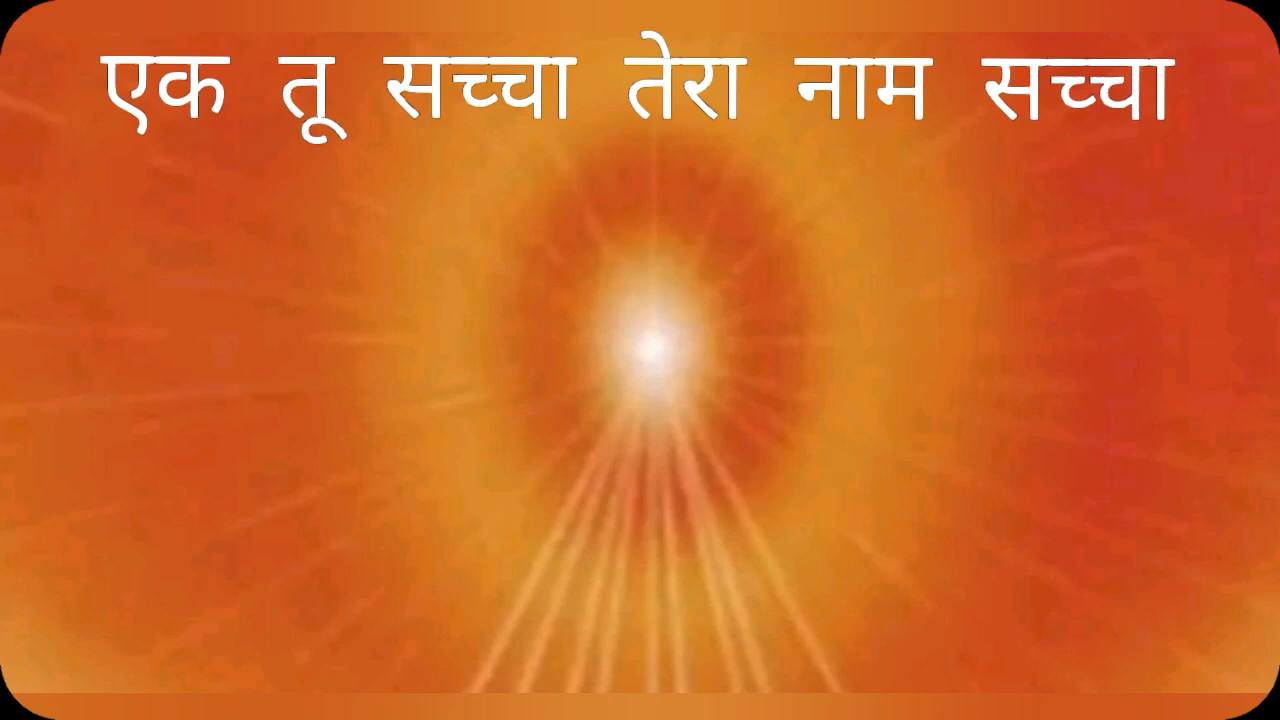 एक तू सच्चा तेरा नाम सच्चा